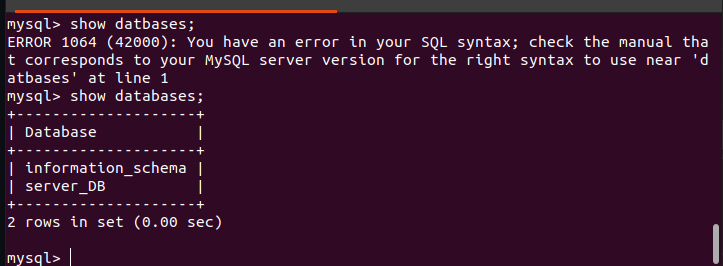 mysql> show datbases;
ERROR 1064 (42000): You have an error in your SQL syntax; check the manual tha
t corresponds to your MySQL server version for the right syntax to use near 'd
atbases' at line 1
mysql> show databases;
+--------------------+
| Database           |
+--------------------+
| information_schema |
| server_DB          |
+--------------------+
2 rows in set (0.00 sec)
mysql>